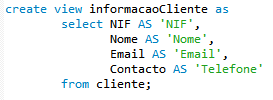 create view informacaoCliente as
select NIF AS 'NIF',
Nome AS 'Nome',
Email AS 'Email',
Contacto AS 'Telefone'
from cliente;